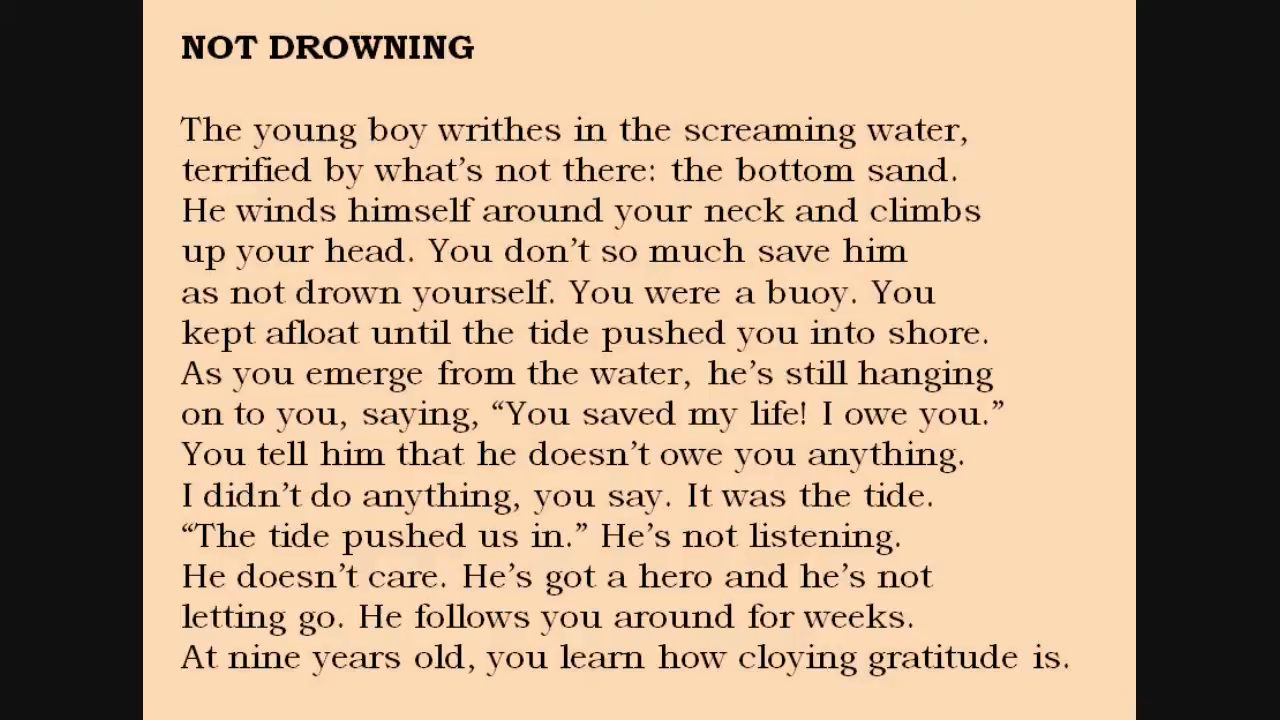 NOT DROWNING
The young boy writhes in the screaming water,
terrified by what’s not there: the bottom sand.
He winds himself around your neck and climbs
up your head. You don’t so much save him
as not drown yourself. You were a buoy. You
kept afloat until the tide pushed you into shore.
As you emerge from the water, he’s still hanging
on to you, saying, “You saved my life! I owe you.”
You tell him that he doesn’t owe you anything.
I didn’t do anything, you say. It was the tide.
“The tide pushed us in.” He’s not listening.
He doesn’t care. He’s got a hero and he’s not
letting go. He follows you around for weeks.
At nine years old, you learn how cloying gratitude is.